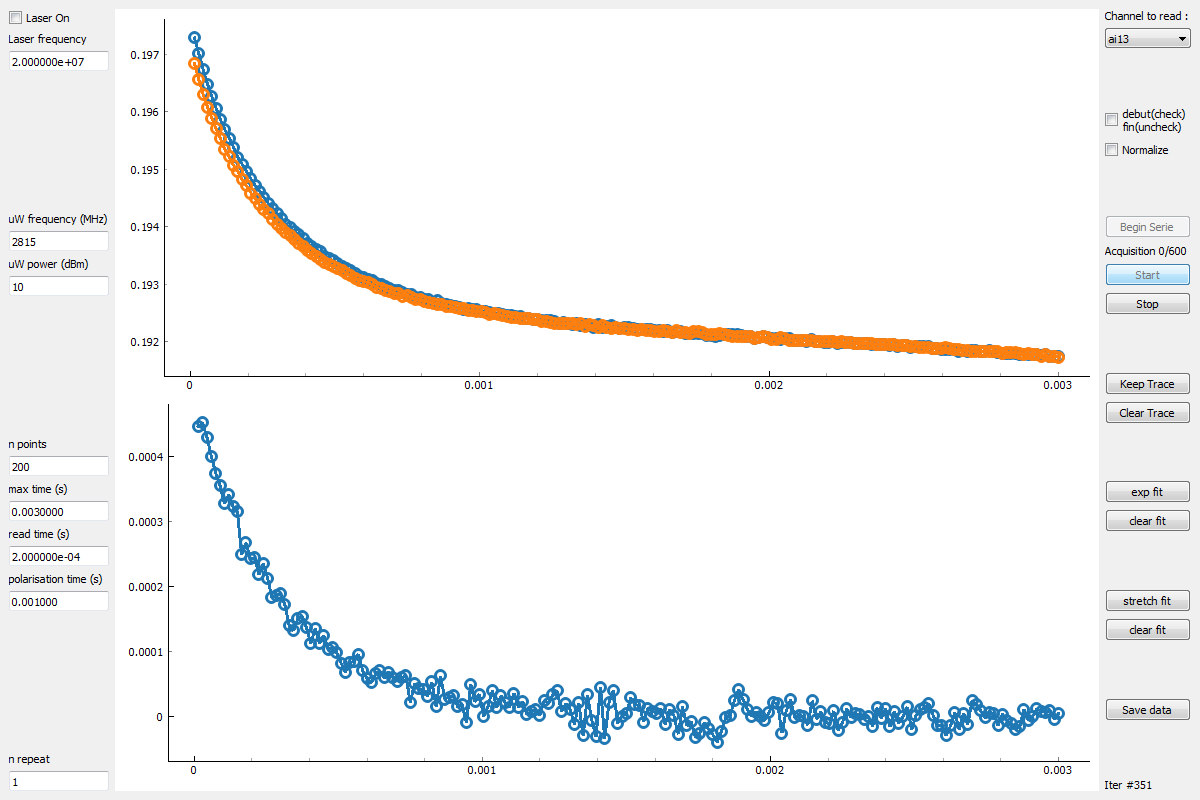 Laser On
Laser frequency
2.000000e+07
uW frequency (MHz)
2815
uW power (dBm)
10
n points
200
max time (s)
0.0030000
read time (s)
2.000000e-04
polarisation time (s)
0.001000
n repeat
1
0.197
0.196
0.195
0.194
0.193
0.192
0
0.001
0.002
0.003
0.0004
0.0003
0.0002
0.0001
0
0
0.001
0.002
0.003
Channel to read :
ai13
debut(check)
fin(uncheck)
Normalize
Begin Serie
Acquisition 0/600
Start
Stop
Keep Trace
Clear Trace
exp fit
clear fit
stretch fit
clear fit
Save data
Iter #351